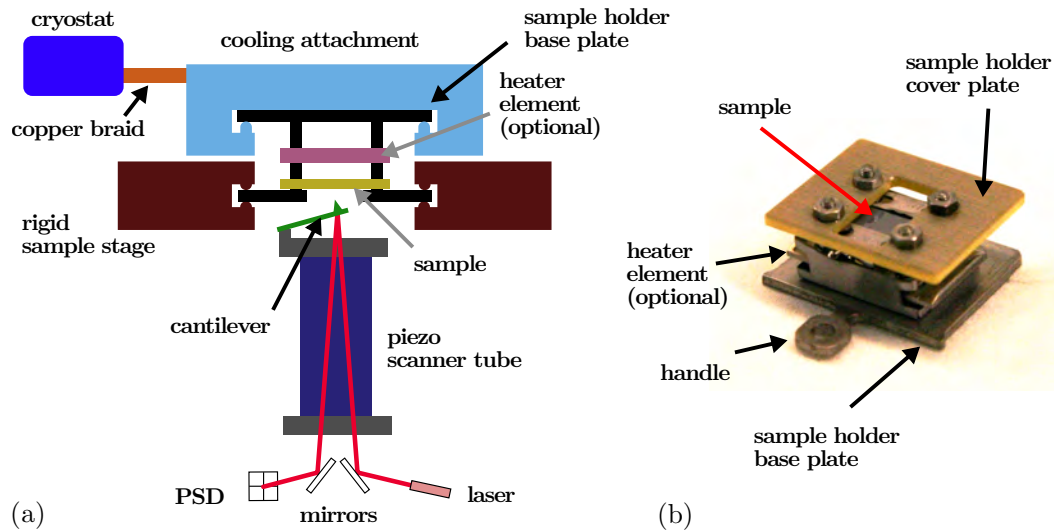 cryostat
cooling attachment
sample holder
base plate
heater
element
(optional)
copper braid
rigid
sample stage
sample
cantilever
piezo
scanner tube
PSD
mirrors
laser
(a)
sample holder
cover plate
sample
heater
element
(optional)
handle
sample holder
base plate
(b)